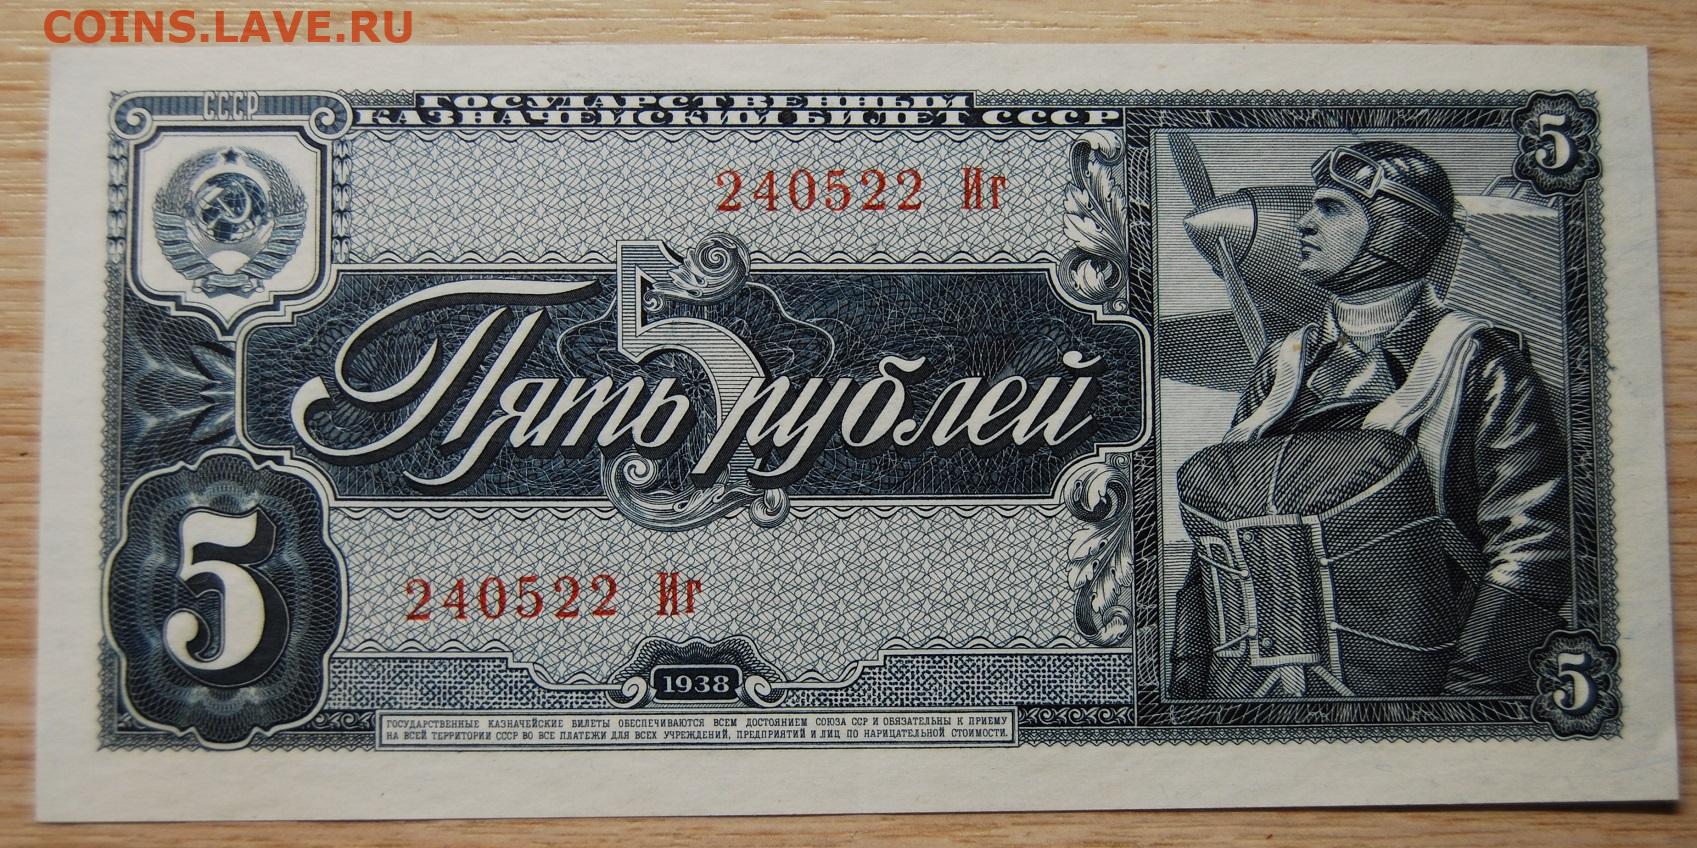 COINS.LAVE.RU
СССР
ГОСУДАРСТВЕННЫЙ
КАЗНАЧЕЙСКИЙ БИЛЕТ СССР
5
240522 Иг
5
Пять рублей
5
240522 Иг
1938
5
ГОСУДАРСТВЕННЫЕ КАЗНАЧЕЙСКИЕ БИЛЕТЫ ОБЕСПЕЧИВАЮТСЯ ВСЕМ ДОСТОЯНИЕМ СОЮЗА ССР И ОБЯЗАТЕЛЬНЫ К ПРИЕМУ
НА ВСЕЙ ТЕРРИТОРИИ СССР ВО ВСЕ ПЛАТЕЖИ ДЛЯ ВСЕХ УЧРЕЖДЕНИЙ, ПРЕДПРИЯТИЙ И ЛИЦ ПО НАРИЦАТЕЛЬНОЙ СТОИМОСТИ.